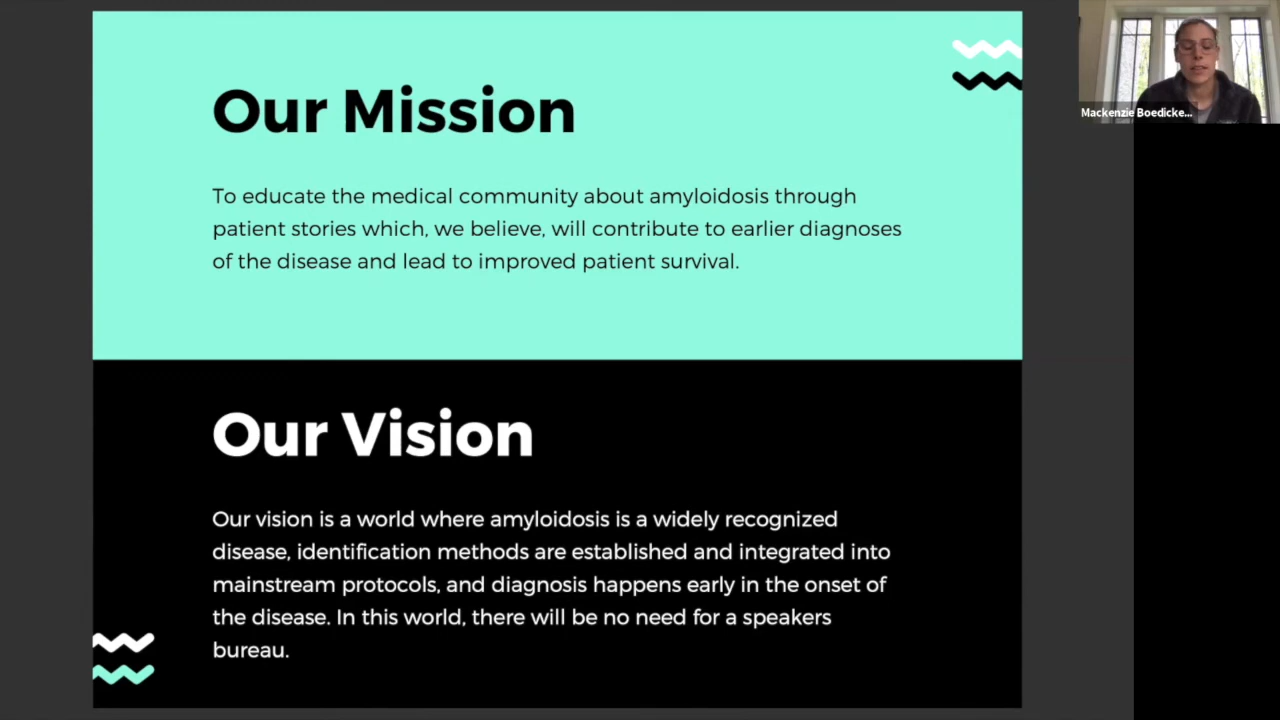 Our Mission
To educate the medical community about amyloidosis through
patient stories which, we believe, will contribute to earlier diagnoses
of the disease and lead to improved patient survival.
Our Vision
Our vision is a world where amyloidosis is a widely recognized
disease, identification methods are established and integrated into
mainstream protocols, and diagnosis happens early in the onset of
the disease. In this world, there will be no need for a speakers
bureau.
Mackenzie Boedicke...